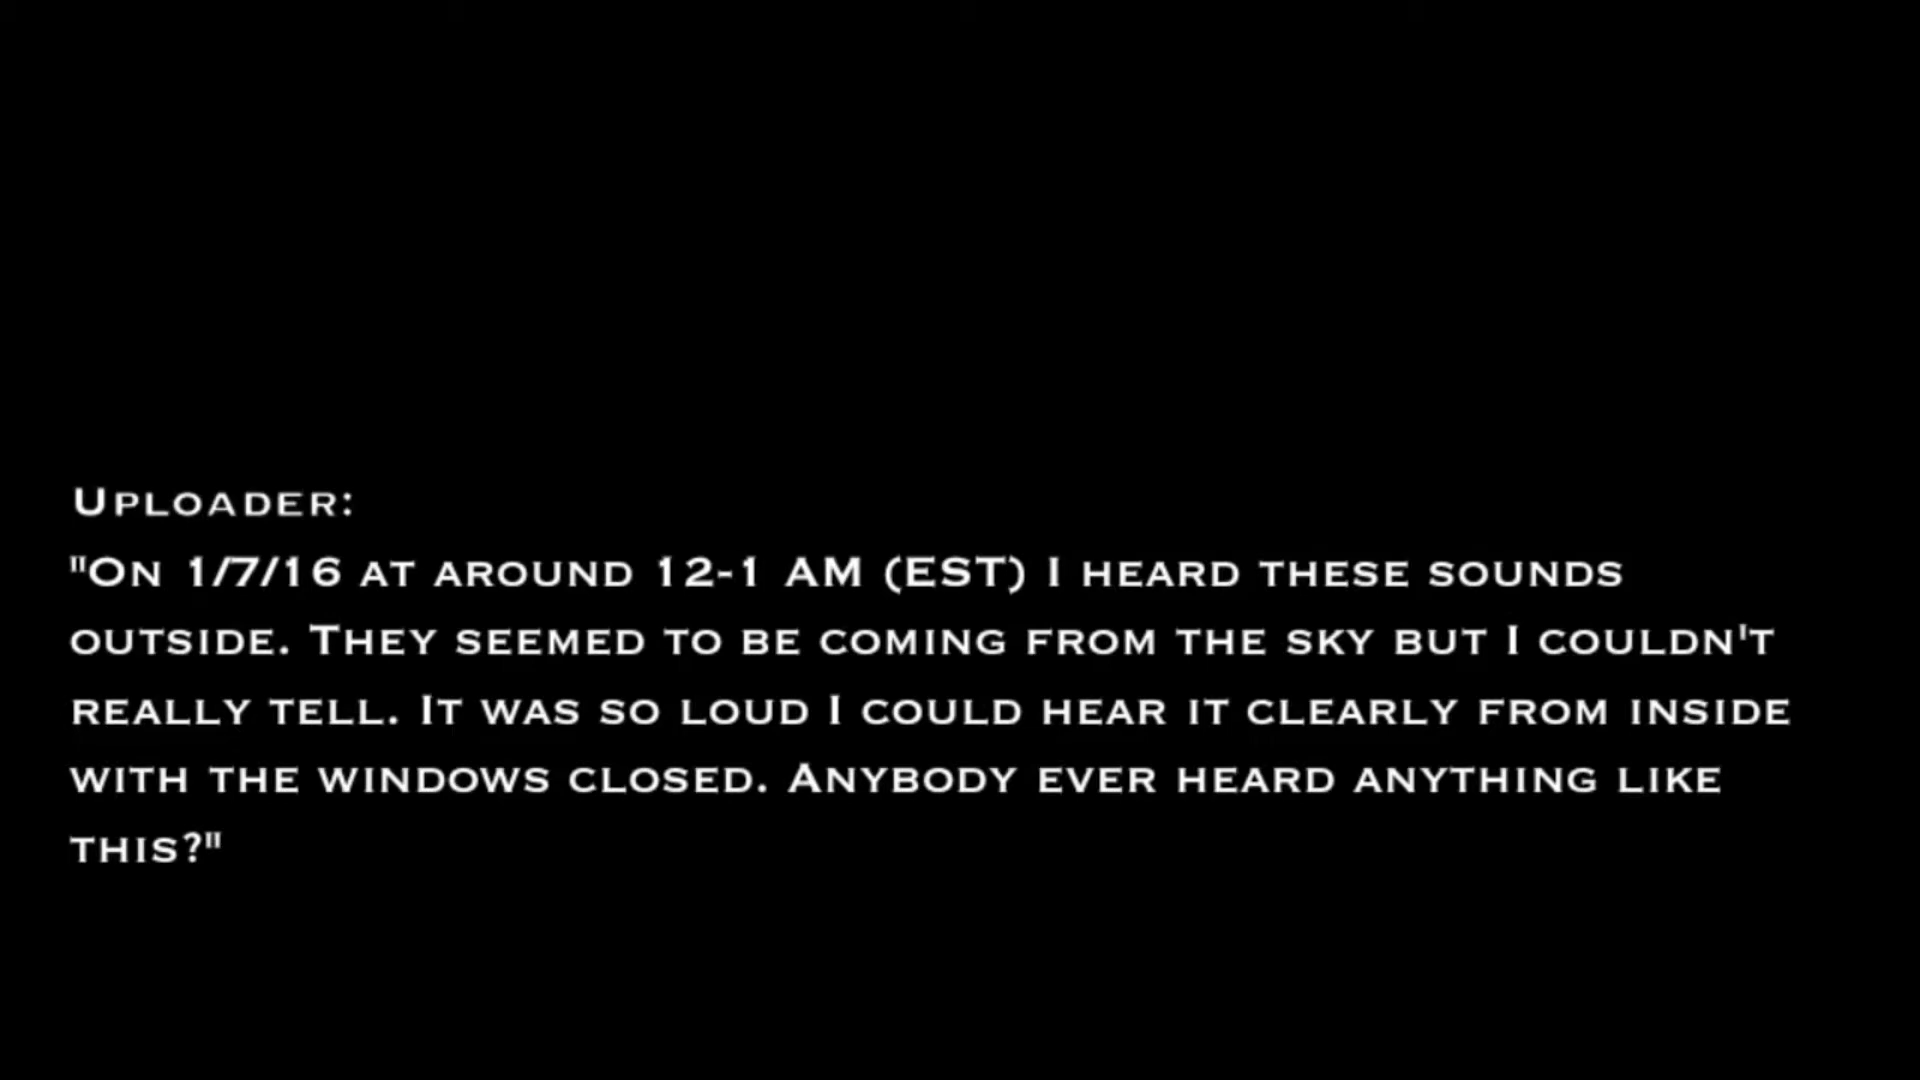 Uploader:
"On 1/7/16 at around 12-1 AM (EST) I heard these sounds
outside. They seemed to be coming from the sky but I couldn't
really tell. It was so loud I could hear it clearly from inside
with the windows closed. Anybody ever heard anything like
this?"